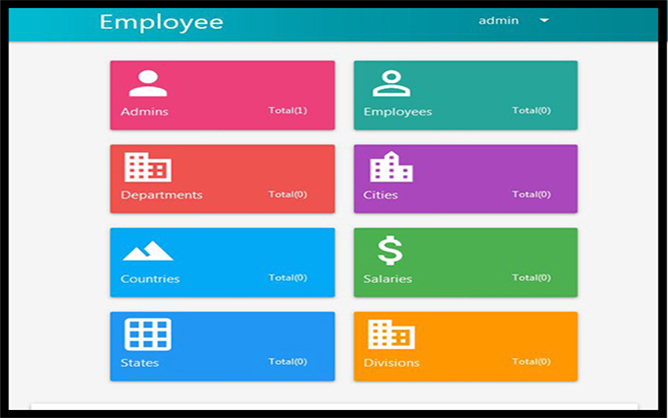 Employee admin
Admins Total(1)
Employees Total(0)
Departments Total(0)
Cities Total(0)
Countries Total(0)
Salaries Total(0)
States Total(0)
Divisions Total(0)